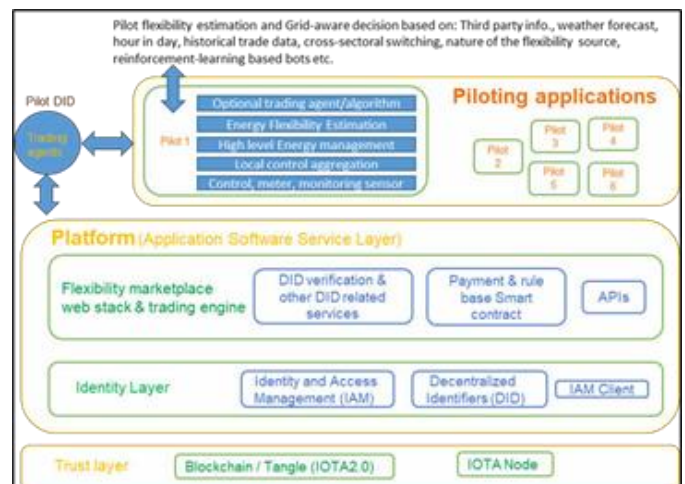 Pilot flexibility estimation and Grid-aware decision based on: Third party info., weather forecast,
hour in day, historical trade data, cross-sectoral switching, nature of the flexibility source,
reinforcement-learning based bots etc.
Pilot DID
Trading
agents
Pilot 1
Optional trading agent/algorithm
Energy Flexibility Estimation
High level Energy management
Local control aggregation
Control, meter, monitoring sensor
Piloting applications
Pilot
2
Pilot
3
Pilot
4
Pilot
5
Pilot
6
Platform (Application Software Service Layer)
Flexibility marketplace
web stack & trading engine
DID verification &
other DID related
services
Payment & rule
base Smart
contract
APIs
Identity Layer
Identity and Access
Management (IAM)
Decentralized
Identifiers (DID)
IAM Client
Trust layer
Blockchain / Tangle (IOTA2.0)
IOTA Node